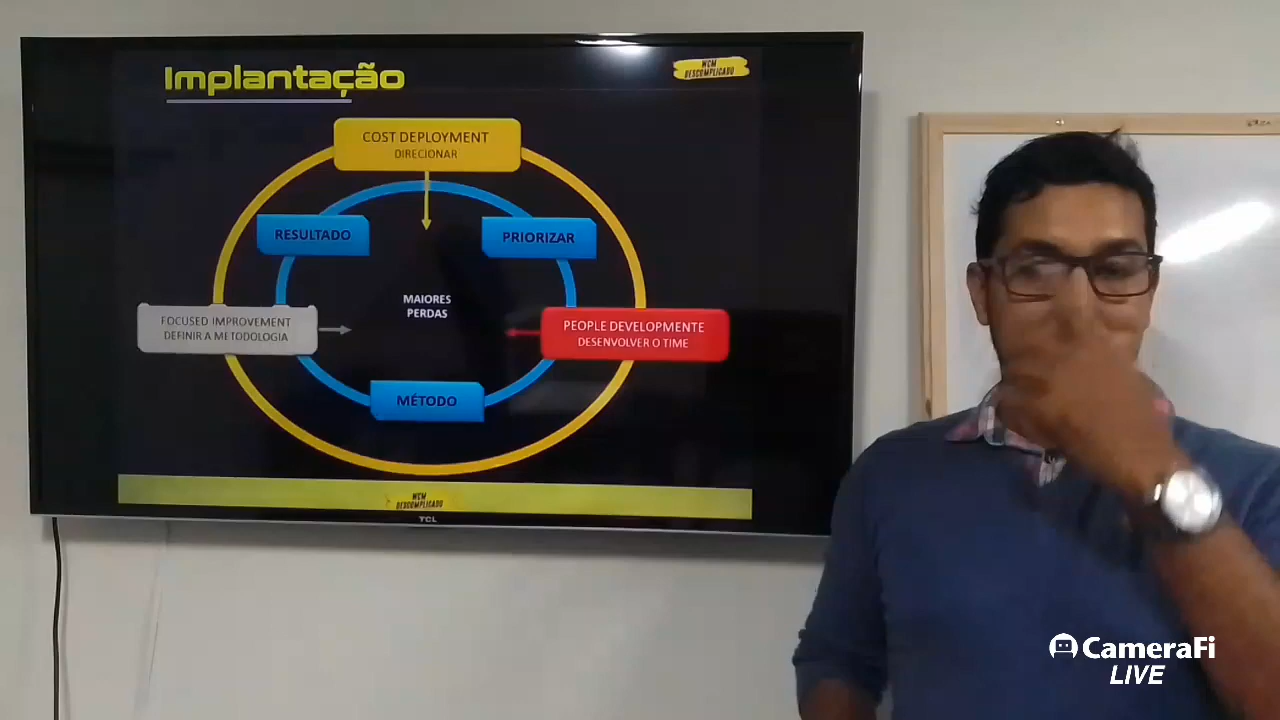 Implantação
WCM
DESCOMPLICADO
COST DEPLOYMENT
DIRECIONAR
RESULTADO
PRIORIZAR
MAIORES
PERDAS
FOCUSED IMPROVEMENT
DEFINIR A METODOLOGIA
PEOPLE DEVELOPMENTE
DESENVOLVER O TIME
MÉTODO
WCM
DESCOMPLICADO
TCL
CameraFi
LIVE